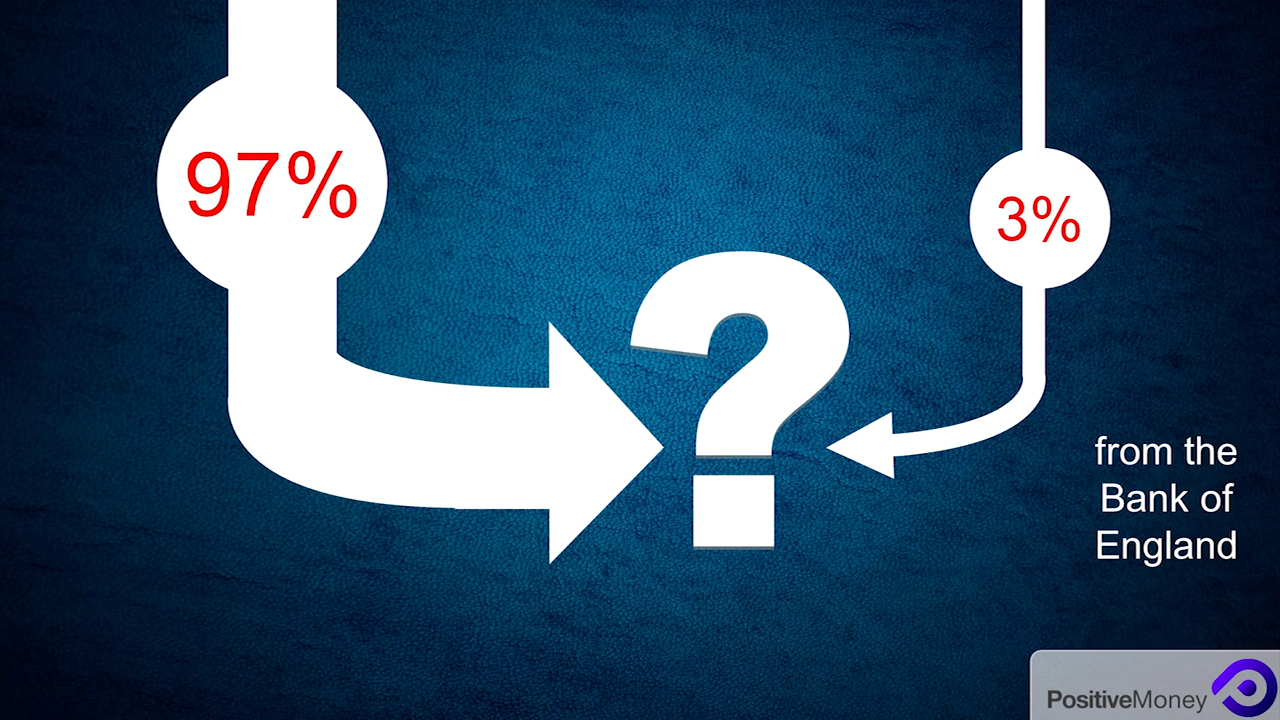 97%
3%
?
from the
Bank of
England
PositiveMoney